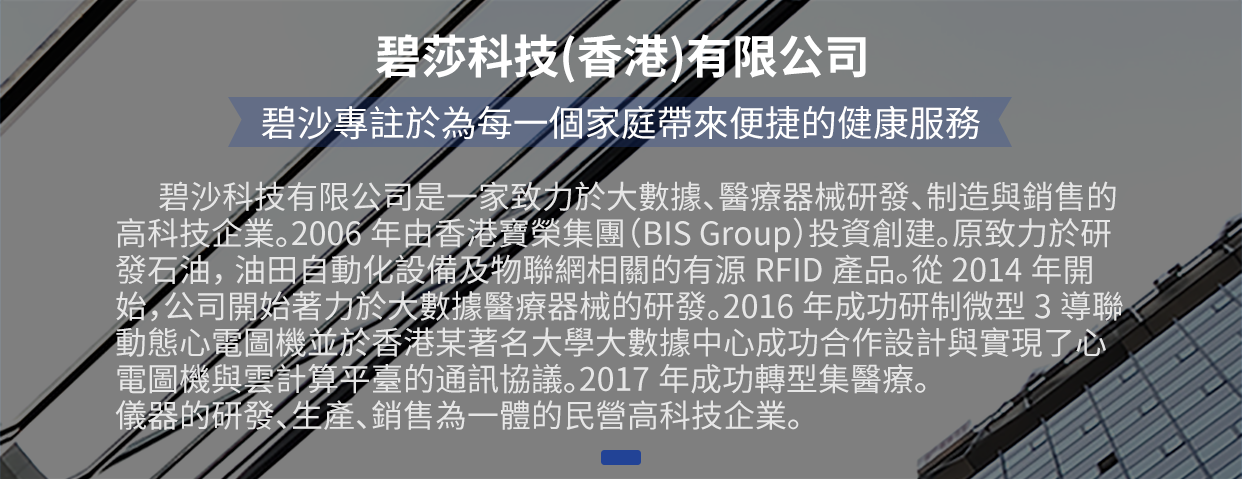 碧莎科技(香港)有限公司
碧沙專註於為每一個家庭帶來便捷的健康服務
碧沙科技有限公司是一家致力於大數據、醫療器械研發、制造與銷售的
高科技企業。2006 年由香港寶榮集團（BIS Group）投資創建。原致力於研
發石油，油田自動化設備及物聯網相關的有源 RFID 產品。從 2014 年開
始，公司開始著力於大數據醫療器械的研發。2016 年成功研制微型 3 導聯
動態心電圖機並於香港某著名大學大數據中心成功合作設計與實現了心
電圖機與雲計算平臺的通訊協議。2017 年成功轉型集醫療。
儀器的研發、生產、銷售為一體的民營高科技企業。